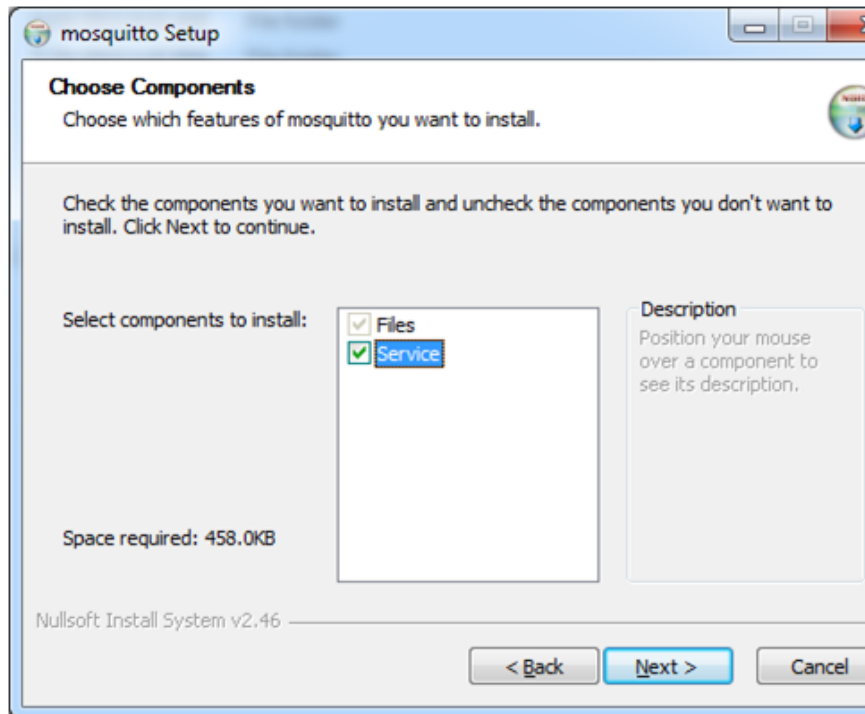 mosquitto Setup
Choose Components
Choose which features of mosquitto you want to install.
Check the components you want to install and uncheck the components you don't want to
install. Click Next to continue.
Select components to install:
Files
Service
Description
Position your mouse
over a component to
see its description.
Space required: 458.0KB
Nullsoft Install System v2.46
< Back
Next >
Cancel